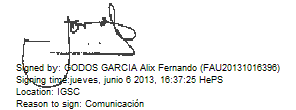 Signed by: GODOS GARCIA Alix Fernando (FAU20131016396)
Signing time:jueves, junio 6 2013, 16:37:25 HePS
Location: IGSC
Reason to sign: Comunicación